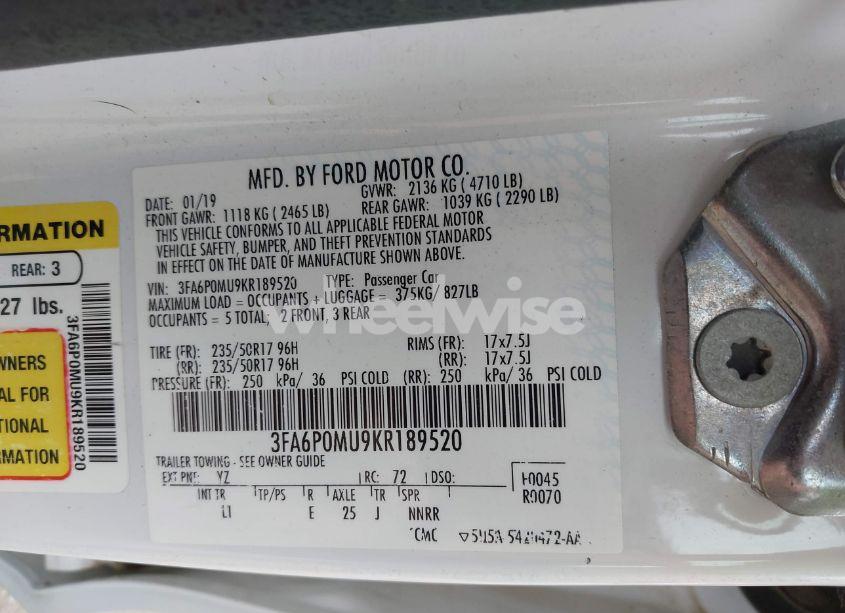 MFD. BY FORD MOTOR CO.
DATE: 01/19 GVWR: 2136 KG ( 4710 LB)
FRONT GAWR: 1118 KG ( 2465 LB) REAR GAWR: 1039 KG ( 2290 LB)
THIS VEHICLE CONFORMS TO ALL APPLICABLE FEDERAL MOTOR
VEHICLE SAFETY, BUMPER, AND THEFT PREVENTION STANDARDS
IN EFFECT ON THE DATE OF MANUFACTURE SHOWN ABOVE.
VIN: 3FA6P0MU9KR189520 TYPE: Passenger Car
MAXIMUM LOAD = OCCUPANTS + LUGGAGE = 375KG/ 827LB
OCCUPANTS = 5 TOTAL; 2 FRONT, 3 REAR
TIRE (FR): 235/50R17 96H RIMS (FR): 17x7.5J
(RR): 235/50R17 96H (RR): 17x7.5J
PRESSURE (FR): 250 kPa/ 36 PSI COLD (RR): 250 kPa/ 36 PSI COLD
3FA6P0MU9KR189520
TRAILER TOWING - SEE OWNER GUIDE
EXT PNT: YZ RC: 72 DSO:
INT TR TP/PS R AXLE TR SPR
E 25 J NNRR
R0070
ORMATION
REAR: 3
27 lbs.
3FA6P0MU9KR189520
WNERS
AL FOR
TIONAL
RMATION
wheelwise